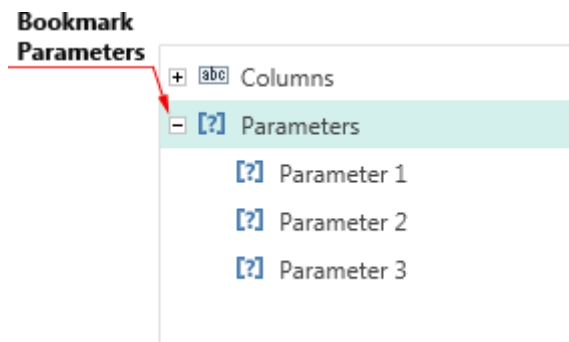 Bookmark
Parameters
abc Columns
[?] Parameters
[?] Parameter 1
[?] Parameter 2
[?] Parameter 3